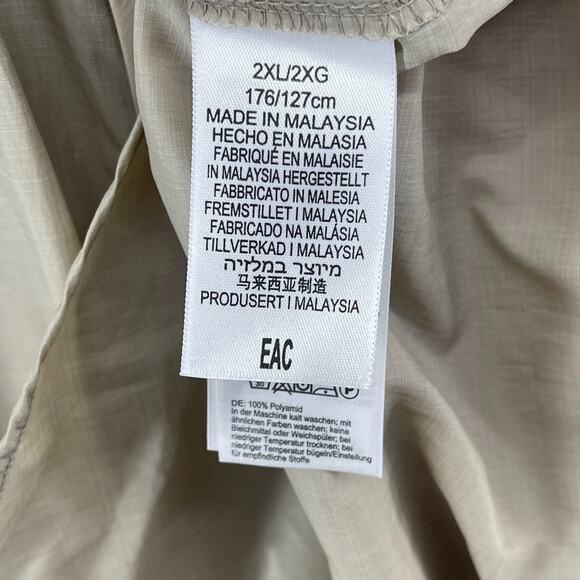 2XL/2XG
176/127cm
MADE IN MALAYSIA
HECHO EN MALASIA
FABRIQUÉ EN MALAISIE
IN MALAYSIA HERGESTELLT
FABBRICATO IN MALESIA
FREMSTILLET I MALAYSIA
FABRICADO NA MALÁSIA
TILLVERKAD I MALAYSIA
מיוצר במלזיה
马来西亚制造
PRODUSERT I MALAYSIA
EAC
30 P
DE: 100% Polyamid
In der Maschine kalt waschen; mit
ähnlichen Farben waschen; keine
Bleichmittel oder Weichspüler; bei
niedriger Temperatur trocknen; bei
niedriger Temperatur bügeln/Einstellung
für empfindliche Stoffe